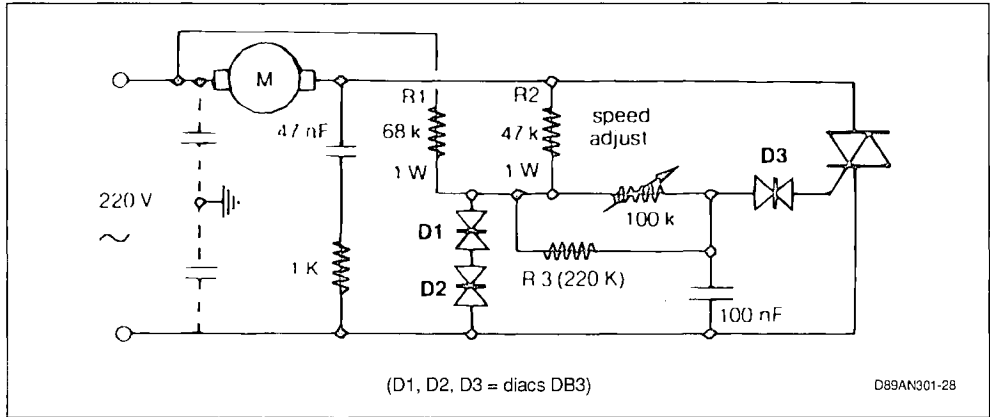 M
R1
R2
47 nF
68 k
47 k
speed
adjust
1 W
1 W
D3
220 V
~
100 k
D1
1 K
R 3 (220 K)
D2
100 nF
(D1, D2, D3 = diacs DB3)
D89AN301-28